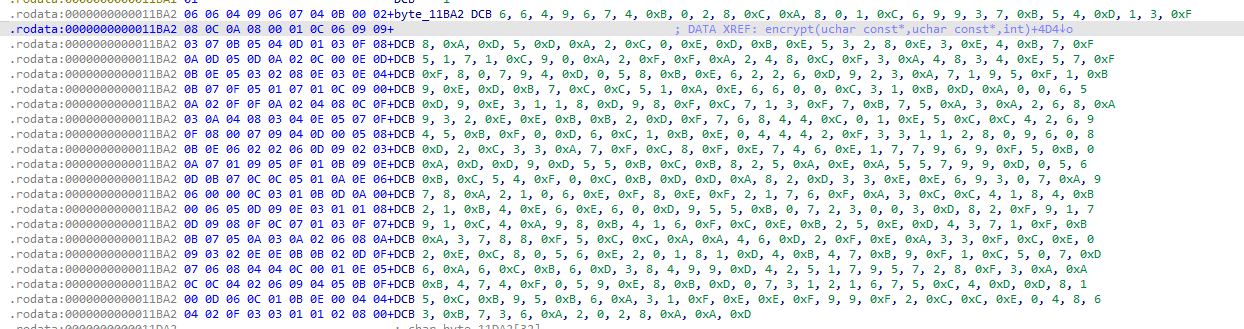 .rodata:0000000000011BA2 06 06 04 09 06 07 04 0B 00 02+byte_11BA2 DCB 6, 6, 4, 9, 6, 7, 4, 0xB, 0, 2, 8, 0xC, 0xA, 8, 0, 1, 0xC, 6, 9, 9, 3, 7, 0xB, 5, 4, 0xD, 1, 3, 0xF
.rodata:0000000000011BA2 08 0C 0A 08 00 01 0C 06 09 09+ ; DATA XREF: encrypt(uchar const*,uchar const*,int)+4D4↓o
.rodata:0000000000011BA2 03 07 0B 05 04 0D 01 03 0F 08+DCB 8, 0xA, 0xD, 5, 0xD, 0xA, 2, 0xC, 0, 0xE, 0xD, 0xB, 0xE, 5, 3, 2, 8, 0xE, 3, 0xE, 4, 0xB, 7, 0xF
.rodata:0000000000011BA2 0A 0D 05 0D 0A 02 0C 00 0E 0D+DCB 5, 1, 7, 1, 0xC, 9, 0, 0xA, 2, 0xF, 0xF, 0xA, 2, 4, 8, 0xC, 0xF, 3, 0xA, 4, 8, 3, 4, 0xE, 5, 7, 0xF
.rodata:0000000000011BA2 0B 0E 05 03 02 08 0E 03 0E 04+DCB 0xF, 8, 0, 7, 9, 4, 0xD, 0, 5, 8, 0xB, 0xE, 6, 2, 2, 6, 0xD, 9, 2, 3, 0xA, 7, 1, 9, 5, 0xF, 1, 0xB
.rodata:0000000000011BA2 0B 07 0F 05 01 07 01 0C 09 00+DCB 9, 0xE, 0xD, 0xB, 7, 0xC, 0xC, 5, 1, 0xA, 0xE, 6, 6, 0, 0, 0xC, 3, 1, 0xB, 0xD, 0xA, 0, 0, 6, 5
.rodata:0000000000011BA2 0A 02 0F 0F 0A 02 04 08 0C 0F+DCB 0xD, 9, 0xE, 3, 1, 1, 8, 0xD, 9, 8, 0xF, 0xC, 7, 1, 3, 0xF, 7, 0xB, 7, 5, 0xA, 3, 0xA, 2, 6, 8, 0xA
.rodata:0000000000011BA2 03 0A 04 08 03 04 0E 05 07 0F+DCB 9, 3, 2, 0xE, 0xE, 0xB, 0xB, 2, 0xD, 0xF, 7, 6, 8, 4, 4, 0xC, 0, 1, 0xE, 5, 0xC, 0xC, 4, 2, 6, 9
.rodata:0000000000011BA2 0F 08 00 07 09 04 0D 00 05 08+DCB 4, 5, 0xB, 0xF, 0, 0xD, 6, 0xC, 1, 0xB, 0xE, 0, 4, 4, 4, 2, 0xF, 3, 3, 1, 1, 2, 8, 0, 9, 6, 0, 8
.rodata:0000000000011BA2 0B 0E 06 02 02 06 0D 09 02 03+DCB 0xD, 2, 0xC, 3, 3, 0xA, 7, 0xF, 0xC, 8, 0xF, 0xE, 7, 4, 6, 0xE, 1, 7, 7, 9, 6, 9, 0xF, 5, 0xB, 0
.rodata:0000000000011BA2 0A 07 01 09 05 0F 01 0B 09 0E+DCB 0xA, 0xD, 0xD, 9, 0xD, 5, 5, 0xB, 0xC, 0xB, 8, 2, 5, 0xA, 0xE, 0xA, 5, 5, 7, 9, 9, 0xD, 0, 5, 6
.rodata:0000000000011BA2 0D 0B 07 0C 0C 05 01 0A 0E 06+DCB 0xB, 0xC, 5, 4, 0xF, 0, 0xC, 0xB, 0xD, 0xD, 0xA, 8, 2, 0xD, 3, 3, 0xE, 0xE, 6, 9, 3, 0, 7, 0xA, 9
.rodata:0000000000011BA2 06 00 00 0C 03 01 0B 0D 0A 00+DCB 7, 8, 0xA, 2, 1, 0, 6, 0xE, 0xF, 8, 0xE, 0xF, 2, 1, 7, 6, 0xF, 0xA, 3, 0xC, 0xC, 4, 1, 8, 4, 0xB
.rodata:0000000000011BA2 00 06 05 0D 09 0E 03 01 01 08+DCB 2, 1, 0xB, 4, 0xE, 6, 0xE, 6, 0, 0xD, 9, 5, 5, 0xB, 0, 7, 2, 3, 0, 0, 3, 0xD, 8, 2, 0xF, 9, 1, 7
.rodata:0000000000011BA2 0D 09 08 0F 0C 07 01 03 0F 07+DCB 9, 1, 0xC, 4, 0xA, 9, 8, 0xB, 4, 1, 6, 0xF, 0xC, 0xE, 0xB, 2, 5, 0xE, 0xD, 4, 3, 7, 1, 0xF, 0xB
.rodata:0000000000011BA2 0B 07 05 0A 03 0A 02 06 08 0A+DCB 0xA, 3, 7, 8, 8, 0xF, 5, 0xC, 0xC, 0xA, 0xA, 4, 6, 0xD, 2, 0xF, 0xE, 0xA, 3, 3, 0xF, 0xC, 0xE, 0
.rodata:0000000000011BA2 09 03 02 0E 0E 0B 0B 02 0D 0F+DCB 2, 0xE, 0xC, 8, 0, 5, 6, 0xE, 2, 0, 1, 8, 1, 0xD, 4, 0xB, 4, 7, 0xB, 9, 0xF, 1, 0xC, 5, 0, 7, 0xD
.rodata:0000000000011BA2 07 06 08 04 04 0C 00 01 0E 05+DCB 6, 0xA, 6, 0xC, 0xB, 6, 0xD, 3, 8, 4, 9, 9, 0xD, 4, 2, 5, 1, 7, 9, 5, 7, 2, 8, 0xF, 3, 0xA, 0xA
.rodata:0000000000011BA2 0C 0C 04 02 06 09 04 05 0B 0F+DCB 0xB, 4, 7, 4, 0xF, 0, 5, 9, 0xE, 8, 0xB, 0xD, 0, 7, 3, 1, 2, 1, 6, 7, 5, 0xC, 4, 0xD, 0xD, 8, 1
.rodata:0000000000011BA2 00 0D 06 0C 01 0B 0E 00 04 04+DCB 5, 0xC, 0xB, 9, 5, 0xB, 6, 0xA, 3, 1, 0xF, 0xE, 0xE, 0xF, 9, 9, 0xF, 2, 0xC, 0xC, 0xE, 0, 4, 8, 6
.rodata:0000000000011BA2 04 02 0F 03 03 01 01 02 08 00+DCB 3, 0xB, 7, 3, 6, 0xA, 2, 0, 2, 8, 0xA, 0xA, 0xD